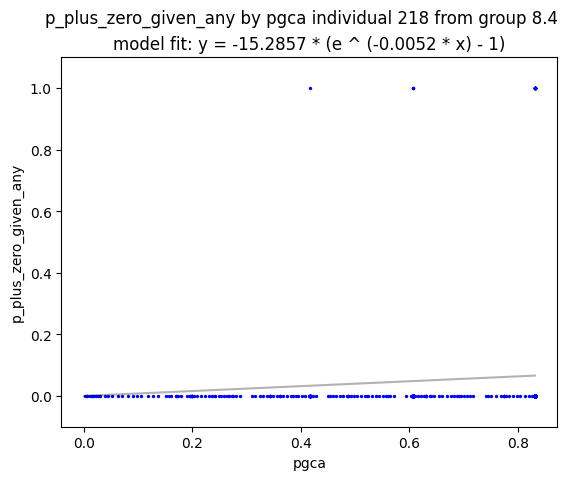 p_plus_zero_given_any by pgca individual 218 from group 8.4
model fit: y = -15.2857 * (e ^ (-0.0052 * x) - 1)
1.0
0.8
0.6
0.4
0.2
0.0
p_plus_zero_given_any
0.0 0.2 0.4 0.6 0.8
pgca